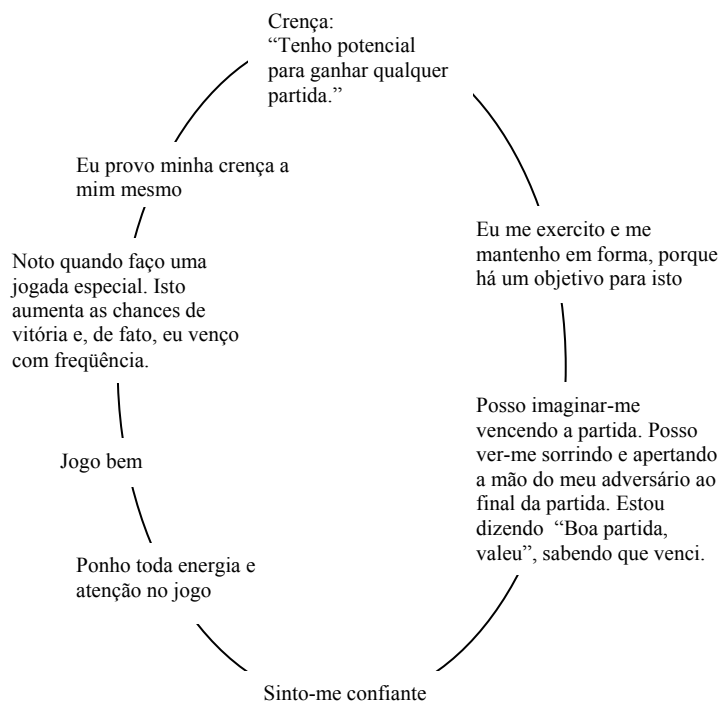 Crença:
“Tenho potencial
para ganhar qualquer
partida.”
Eu me exercito e me
mantenho em forma, porque
há um objetivo para isto
Posso imaginar-me
vencendo a partida. Posso
ver-me sorrindo e apertando
a mão do meu adversário ao
final da partida. Estou
dizendo “Boa partida,
valeu”, sabendo que venci.
Sinto-me confiante
Ponho toda energia e
atenção no jogo
Jogo bem
Noto quando faço uma
jogada especial. Isto
aumenta as chances de
vitória e, de fato, eu venço
com freqüência.
Eu provo minha crença a
mim mesmo